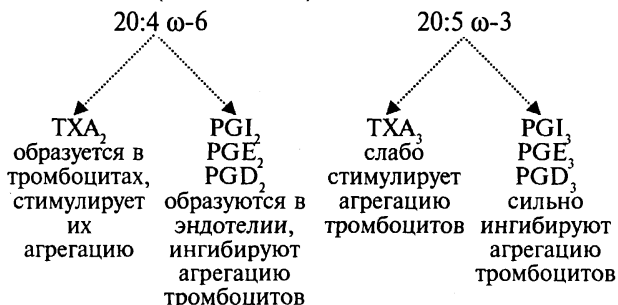 20:4 ω-6
20:5 ω-3
TXA₂
образуется в
тромбоцитах,
стимулирует
их
агрегацию
PGI₂
PGE₂
PGD₂
образуются в
эндотелии,
ингибируют
агрегацию
тромбоцитов
TXA₃
слабо
стимулирует
агрегацию
тромбоцитов
PGI₃
PGE₃
PGD₃
сильно
ингибируют
агрегацию
тромбоцитов